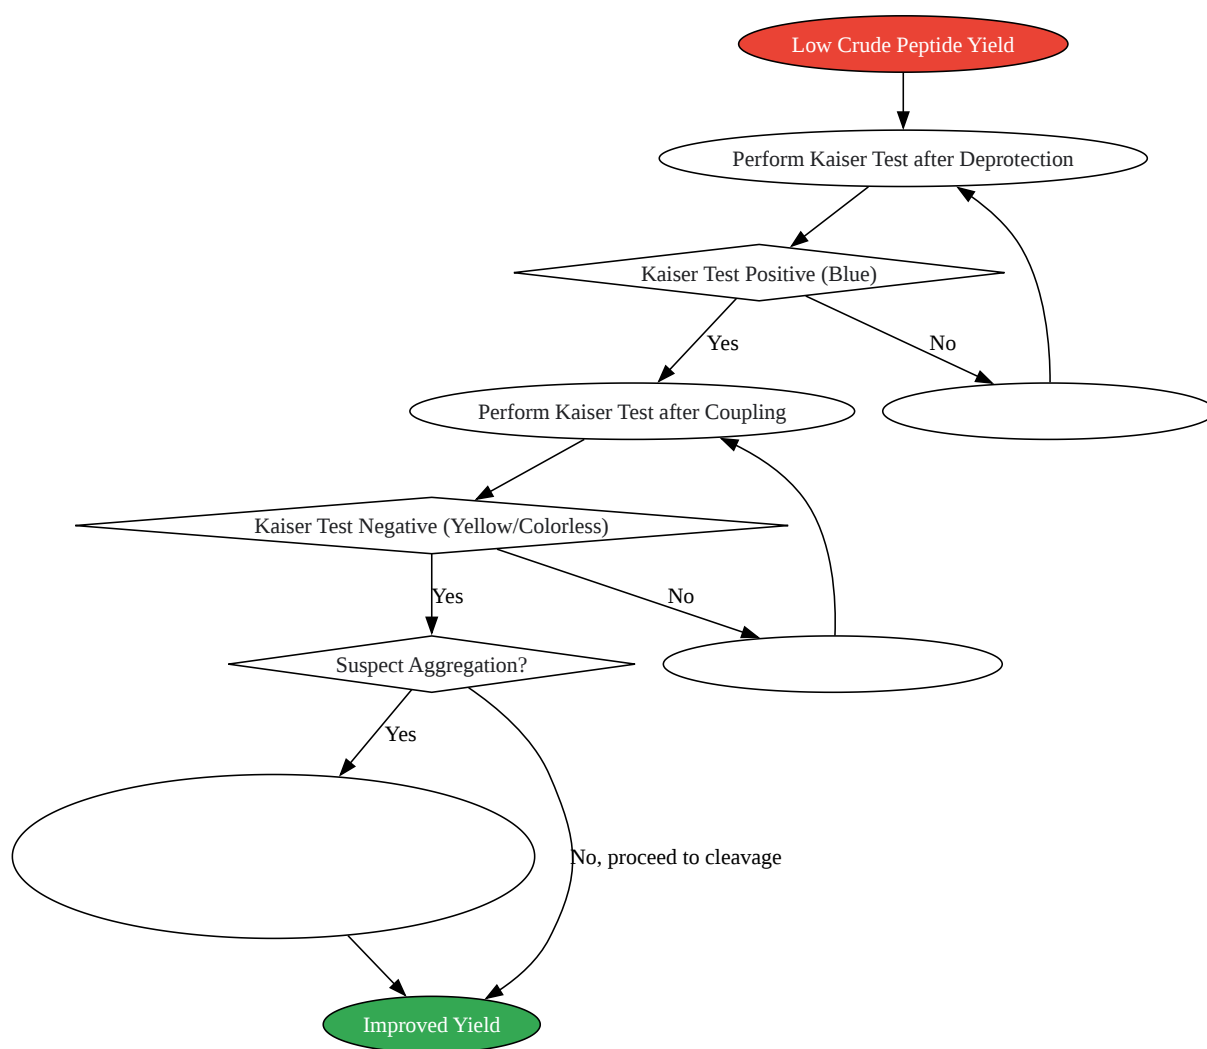 Low Crude Peptide Yield
Perform Kaiser Test after Deprotection
Kaiser Test Positive (Blue)
Yes
No
Perform Kaiser Test after Coupling
Kaiser Test Negative (Yellow/Colorless)
Yes
No
Suspect Aggregation?
Yes
No, proceed to cleavage
Improved Yield